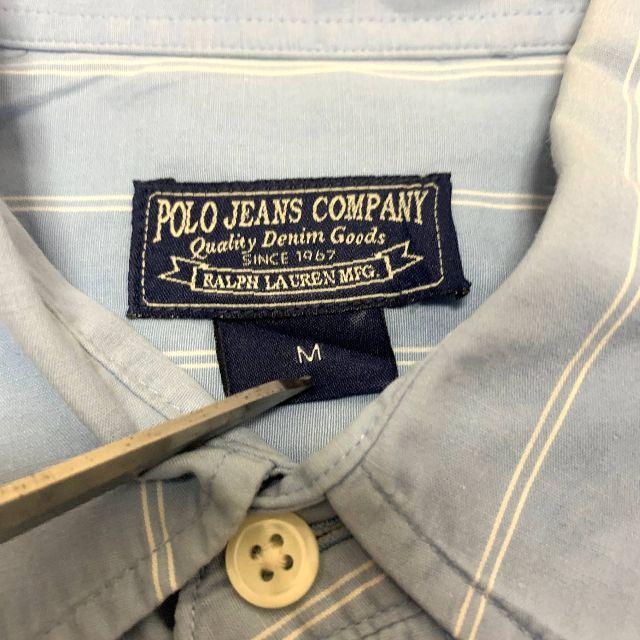 POLO JEANS COMPANY
Quality Denim Goods
SINCE 1967
RALPH LAUREN MFG.
M